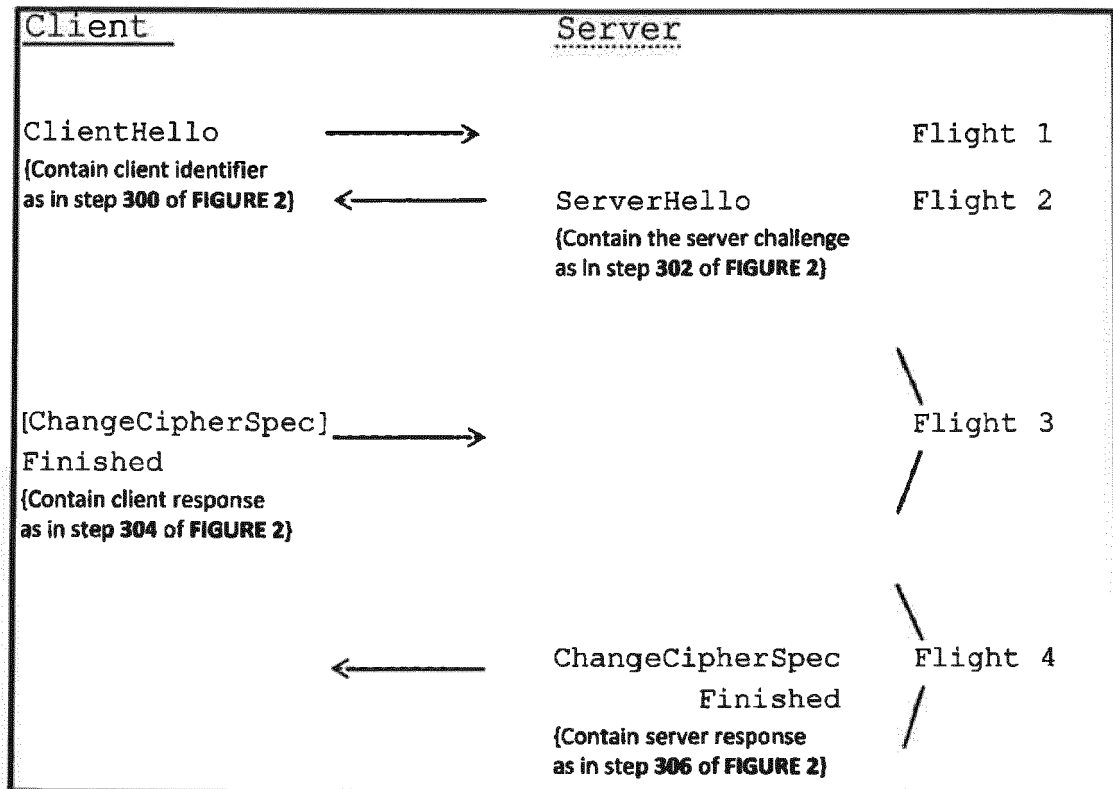 Client Server
ClientHello Flight 1
{Contain client identifier
as in step 300 of FIGURE 2} ServerHello Flight 2
{Contain the server challenge
as in step 302 of FIGURE 2}
[ChangeCipherSpec] Flight 3
Finished
{Contain client response
as in step 304 of FIGURE 2}
ChangeCipherSpec Flight 4
Finished
{Contain server response
as in step 306 of FIGURE 2}